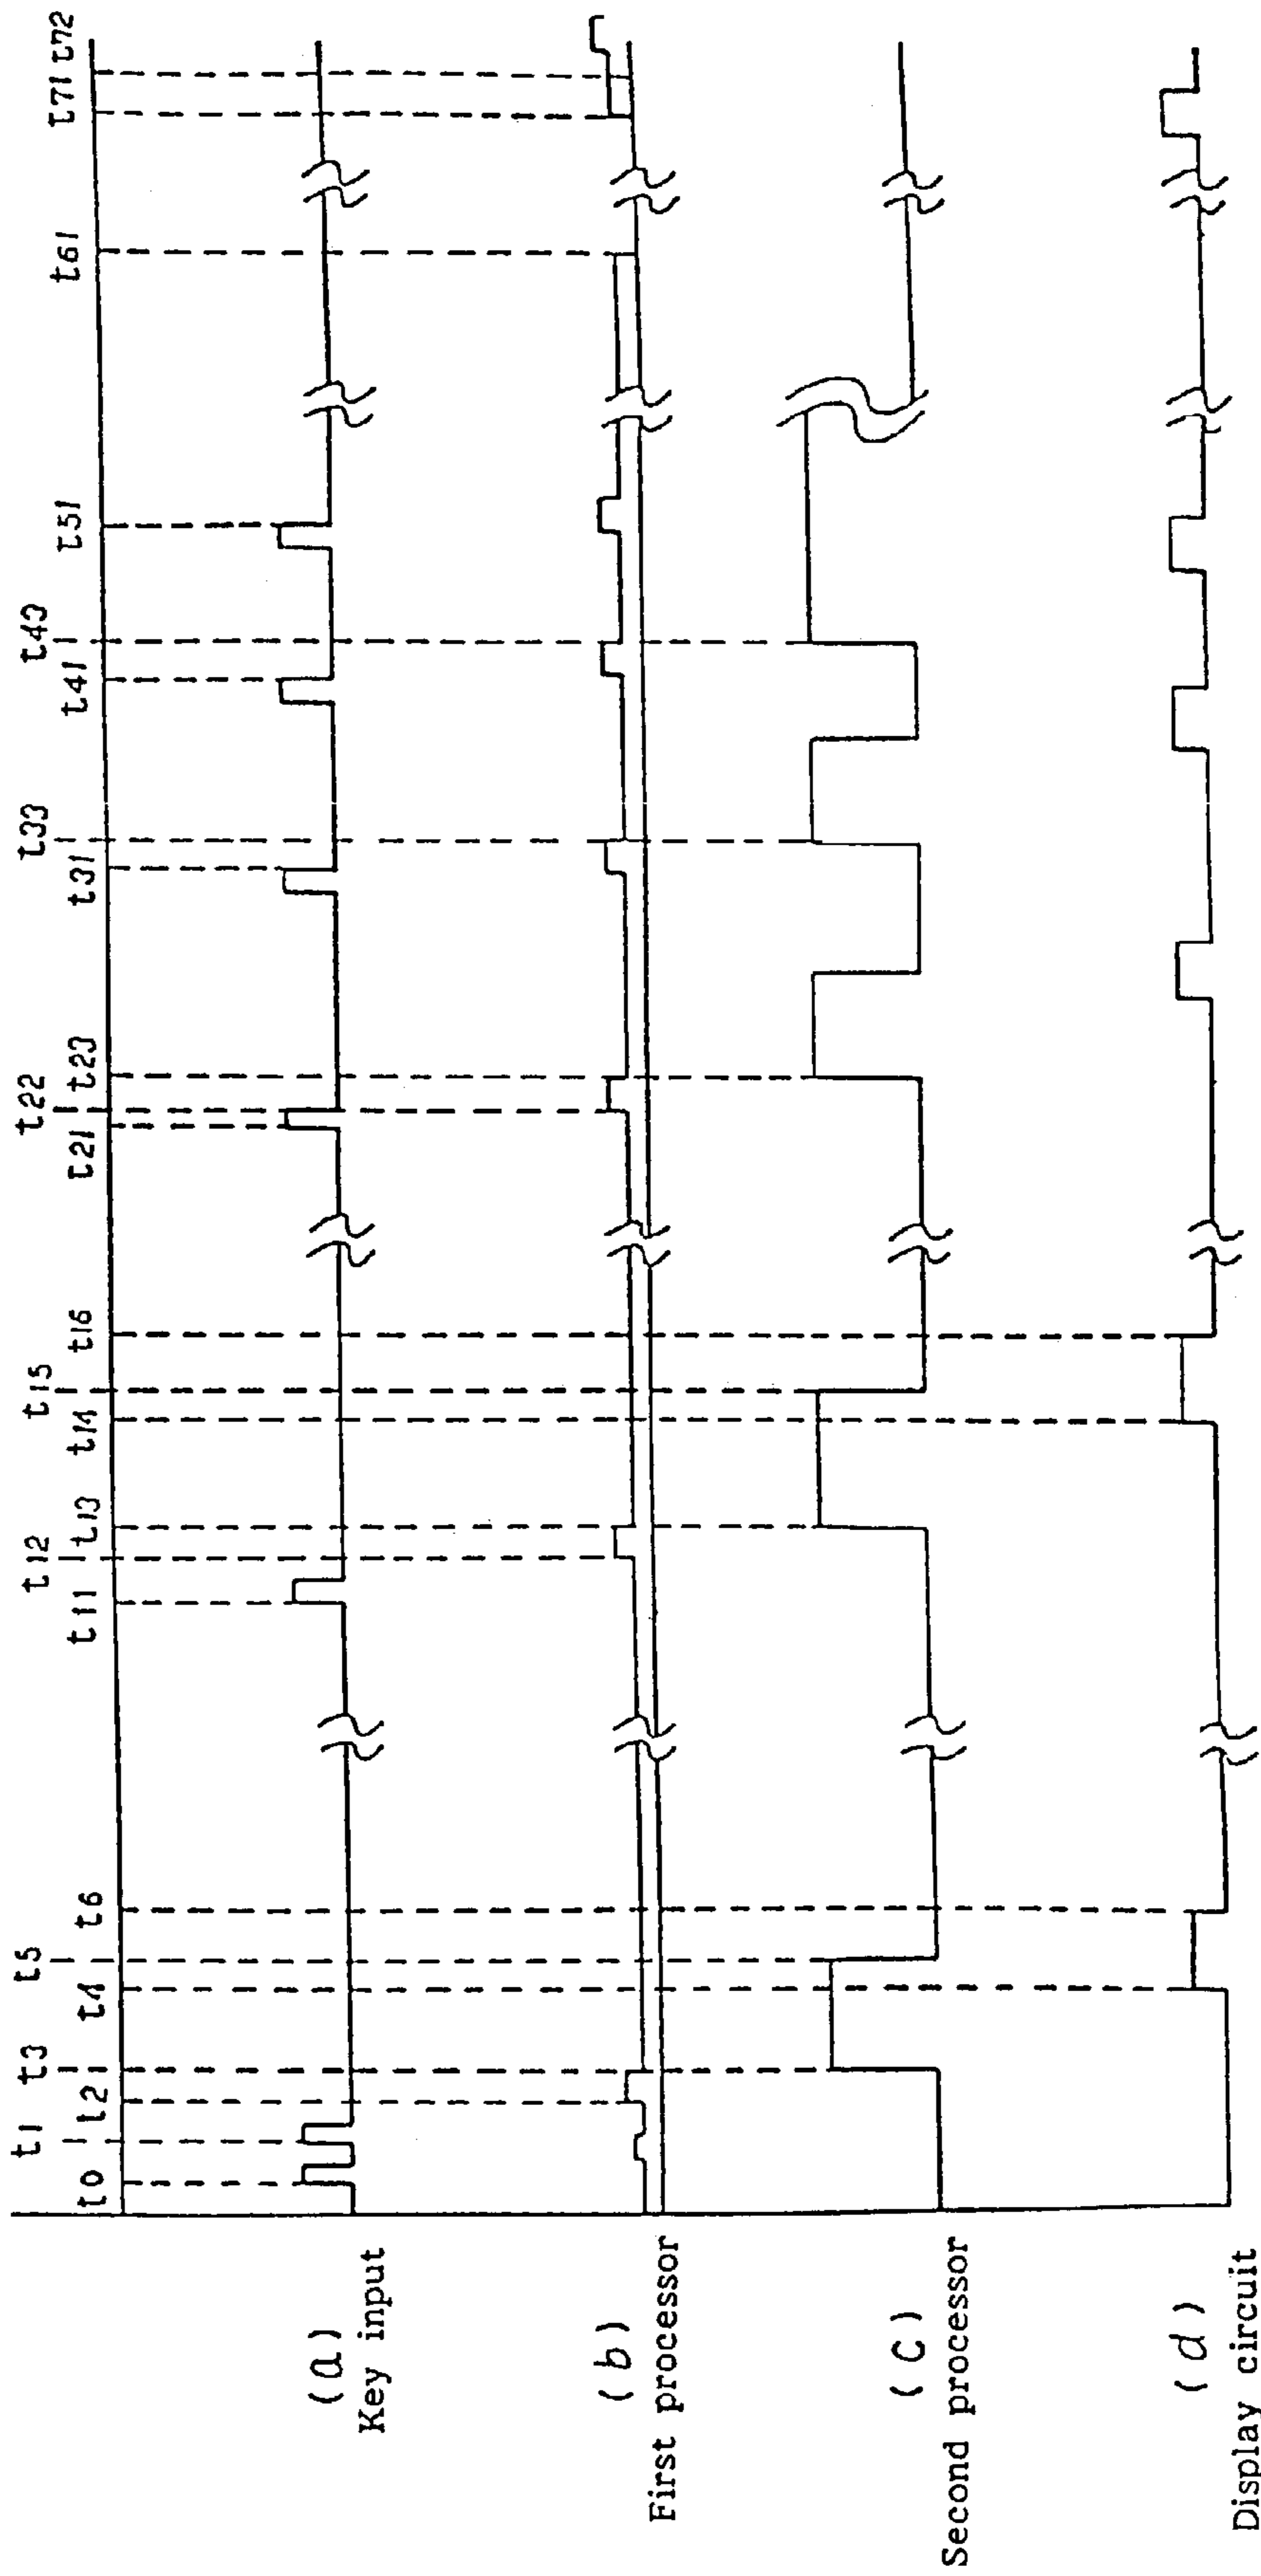 t1 t3 t5 t12 t15 t22 t33 t43
t0 t2 t4 t6 t11 t13 t14 t16 t21 t23 t31 t41 t51 t61 t71 t72
(a)
Key input
(b)
First processor
(c)
Second processor
(d)
Display circuit